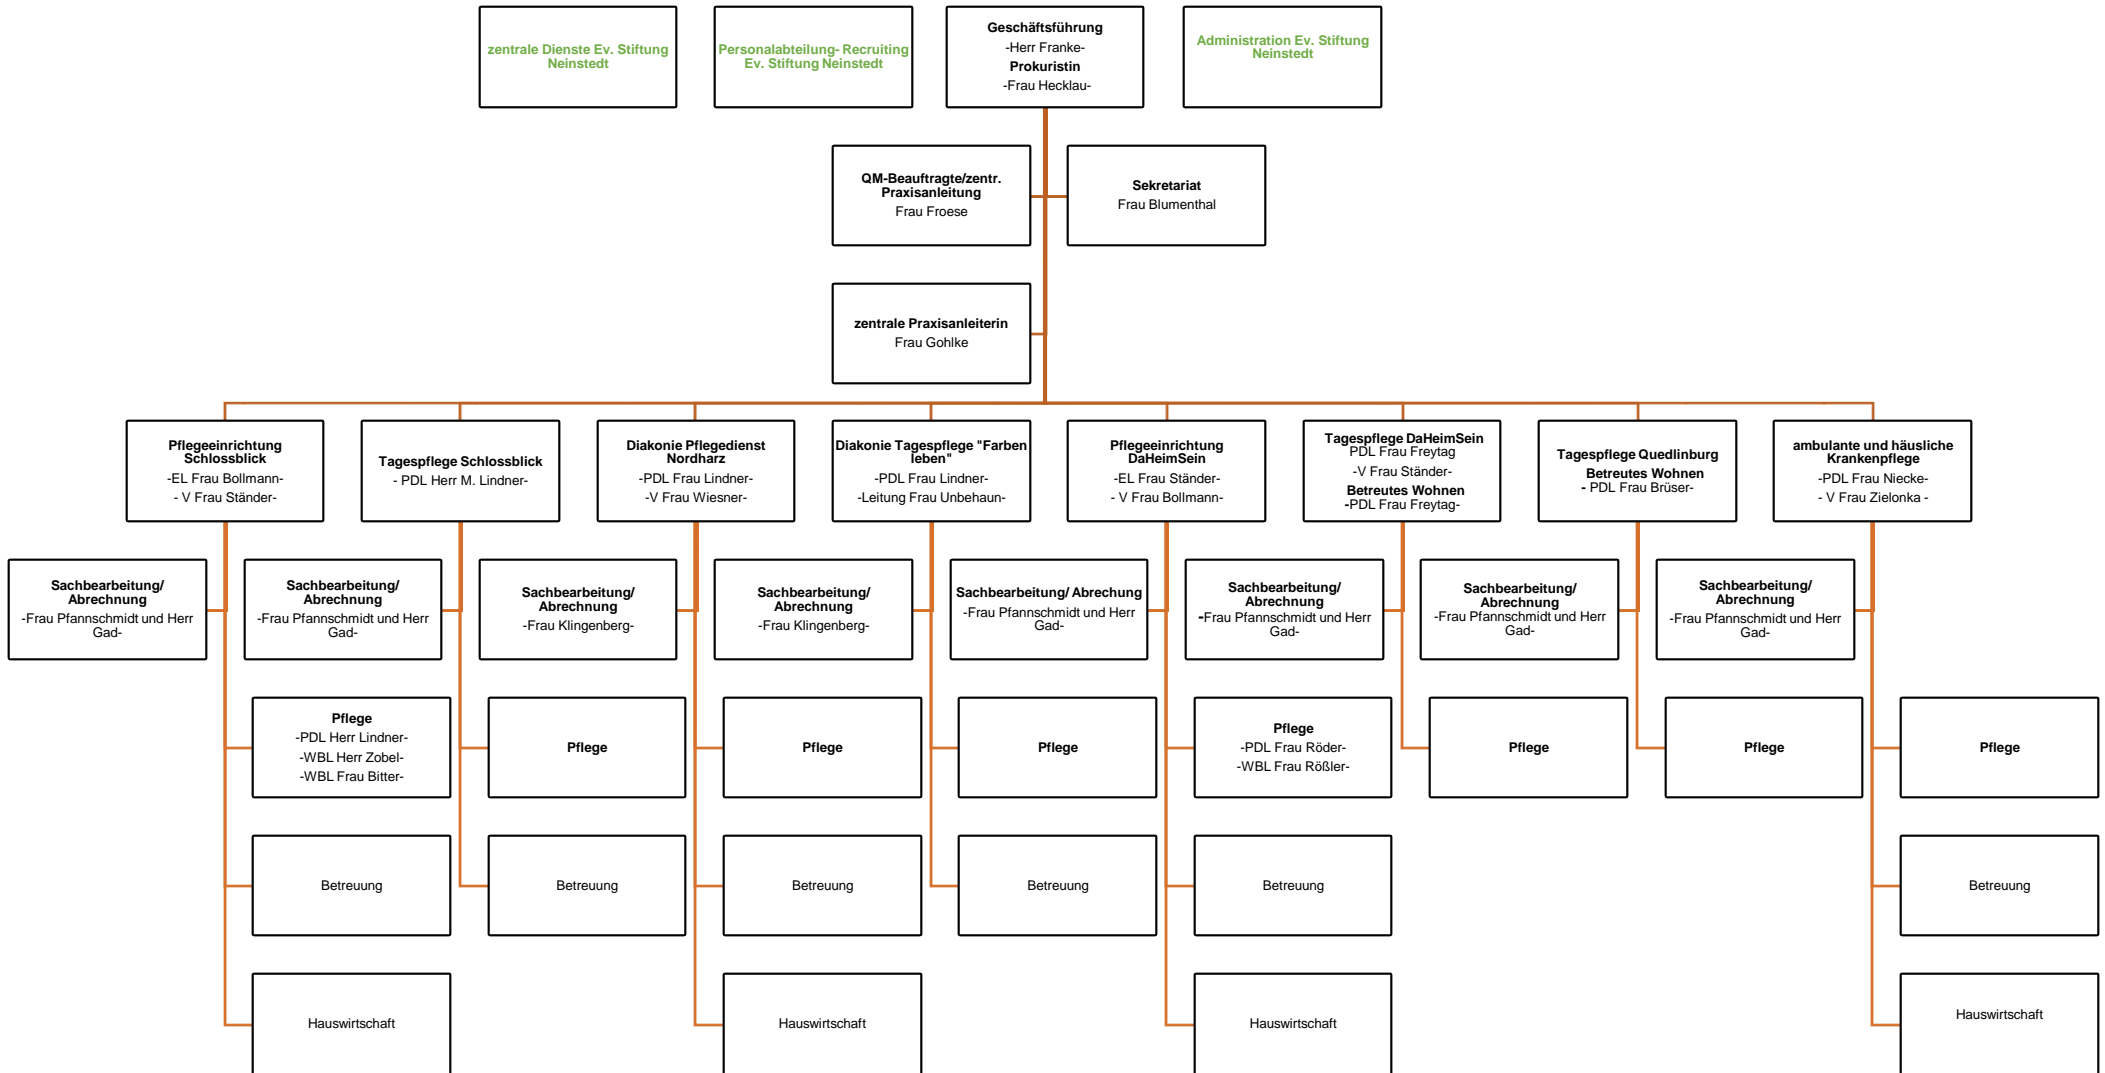 zentrale Dienste Ev. Stiftung
Neinstedt
Personalabteilung- Recruiting
Ev. Stiftung Neinstedt
Geschäftsführung
-Herr Franke-
Prokuristin
-Frau Hecklau-
Administration Ev. Stiftung
Neinstedt
QM-Beauftragte/zentr.
Praxisanleitung
Frau Froese
Sekretariat
Frau Blumenthal
zentrale Praxisanleiterin
Frau Gohlke
Pflegeeinrichtung
Schlossblick
-EL Frau Bollmann-
- V Frau Ständer-
Tagespflege Schlossblick
- PDL Herr M. Lindner-
Diakonie Pflegedienst
Nordharz
-PDL Frau Lindner-
-V Frau Wiesner-
Diakonie Tagespflege "Farben
leben"
-PDL Frau Lindner-
-Leitung Frau Unbehaun-
Pflegeeinrichtung
DaHeimSein
-EL Frau Ständer-
- V Frau Bollmann-
Tagespflege DaHeimSein
PDL Frau Freytag
-V Frau Ständer-
Betreutes Wohnen
-PDL Frau Freytag-
Tagespflege Quedlinburg
Betreutes Wohnen
- PDL Frau Brüser-
ambulante und häusliche
Krankenpflege
-PDL Frau Niecke-
- V Frau Zielonka -
Sachbearbeitung/
Abrechnung
-Frau Pfannschmidt und Herr
Gad-
Sachbearbeitung/
Abrechnung
-Frau Pfannschmidt und Herr
Gad-
Sachbearbeitung/
Abrechnung
-Frau Klingenberg-
Sachbearbeitung/
Abrechnung
-Frau Klingenberg-
Sachbearbeitung/ Abrechung
-Frau Pfannschmidt und Herr
Gad-
Sachbearbeitung/
Abrechnung
-Frau Pfannschmidt und Herr
Gad-
Sachbearbeitung/
Abrechnung
-Frau Pfannschmidt und Herr
Gad-
Sachbearbeitung/
Abrechnung
-Frau Pfannschmidt und Herr
Gad-
Pflege
-PDL Herr Lindner-
-WBL Herr Zobel-
-WBL Frau Bitter-
Pflege
Pflege
Pflege
Pflege
-PDL Frau Röder-
-WBL Frau Rößler-
Pflege
Pflege
Pflege
Betreuung
Betreuung
Betreuung
Betreuung
Betreuung
Betreuung
Hauswirtschaft
Hauswirtschaft
Hauswirtschaft
Hauswirtschaft